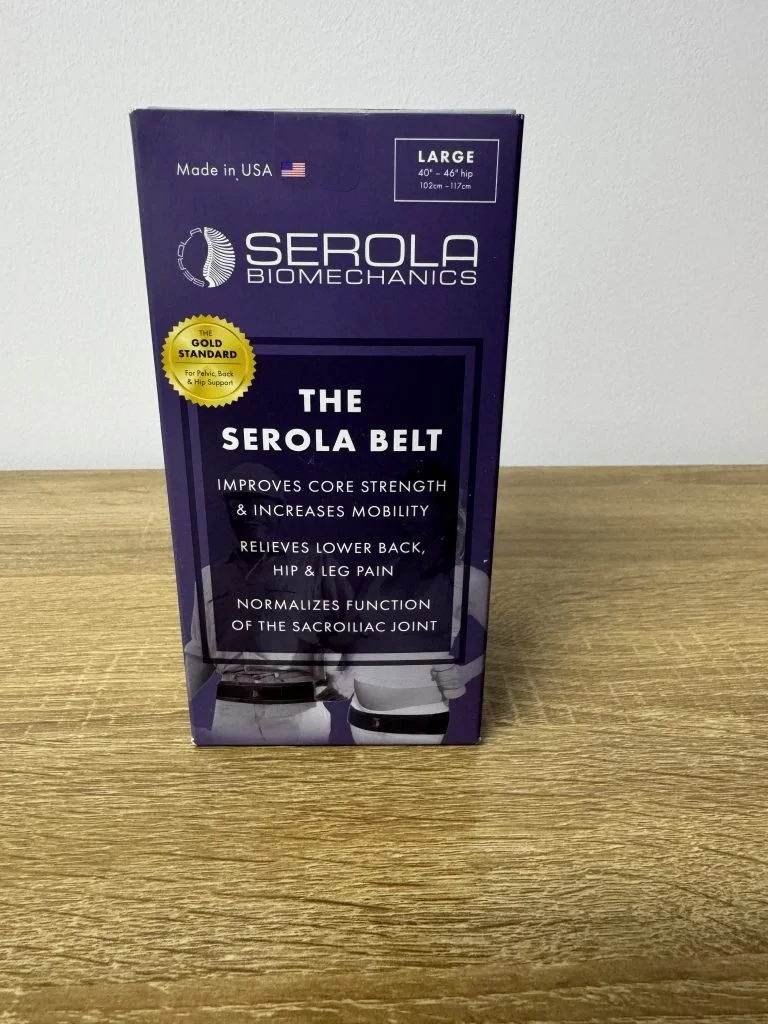 Made in USA
LARGE
40" – 46" hip
102cm –117cm
SEROLA
BIOMECHANICS
THE
GOLD
STANDARD
For Pelvic, Back
& Hip Support
THE
SEROLA BELT
IMPROVES CORE STRENGTH
& INCREASES MOBILITY
RELIEVES LOWER BACK,
HIP & LEG PAIN
NORMALIZES FUNCTION
OF THE SACROILIAC JOINT